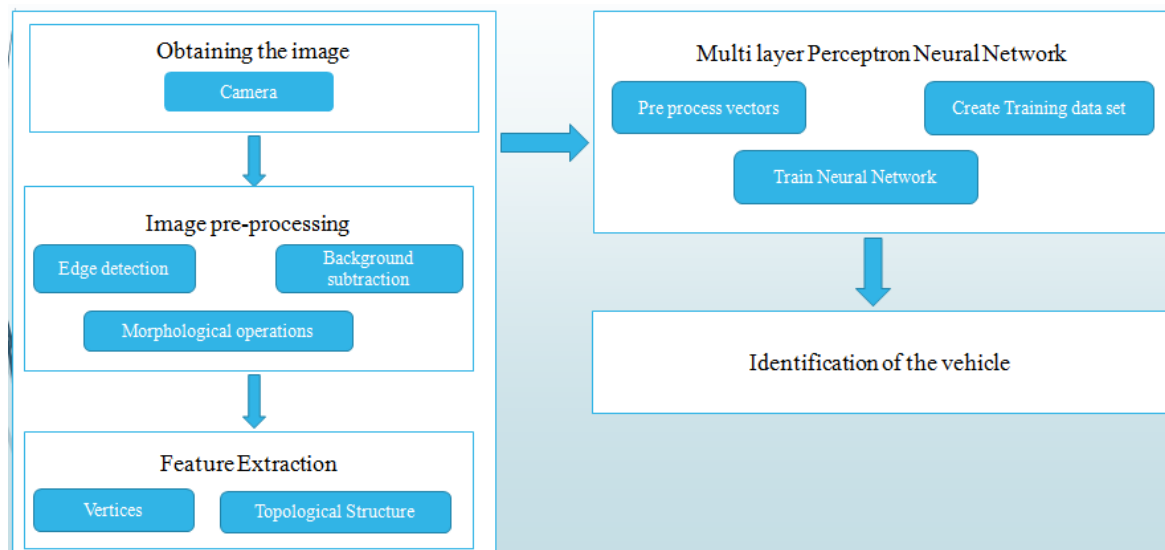 Obtaining the image
Camera
Image pre-processing
Edge detection
Background
subtraction
Morphological operations
Feature Extraction
Vertices
Topological Structure
Multi layer Perceptron Neural Network
Pre process vectors
Create Training data set
Train Neural Network
Identification of the vehicle